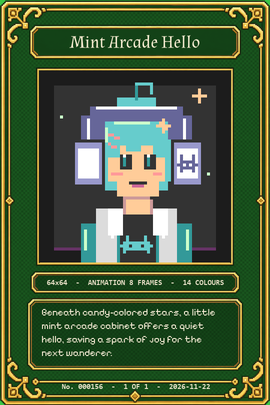 Mint Arcade Hello
64x64 - ANIMATION 8 FRAMES - 14 COLOURS
Beneath candy-colored stars, a little
mint arcade cabinet offers a quiet
hello, saving a spark of joy for the
next wanderer.
No. 000156 - 1 OF 1 - 2026-11-22